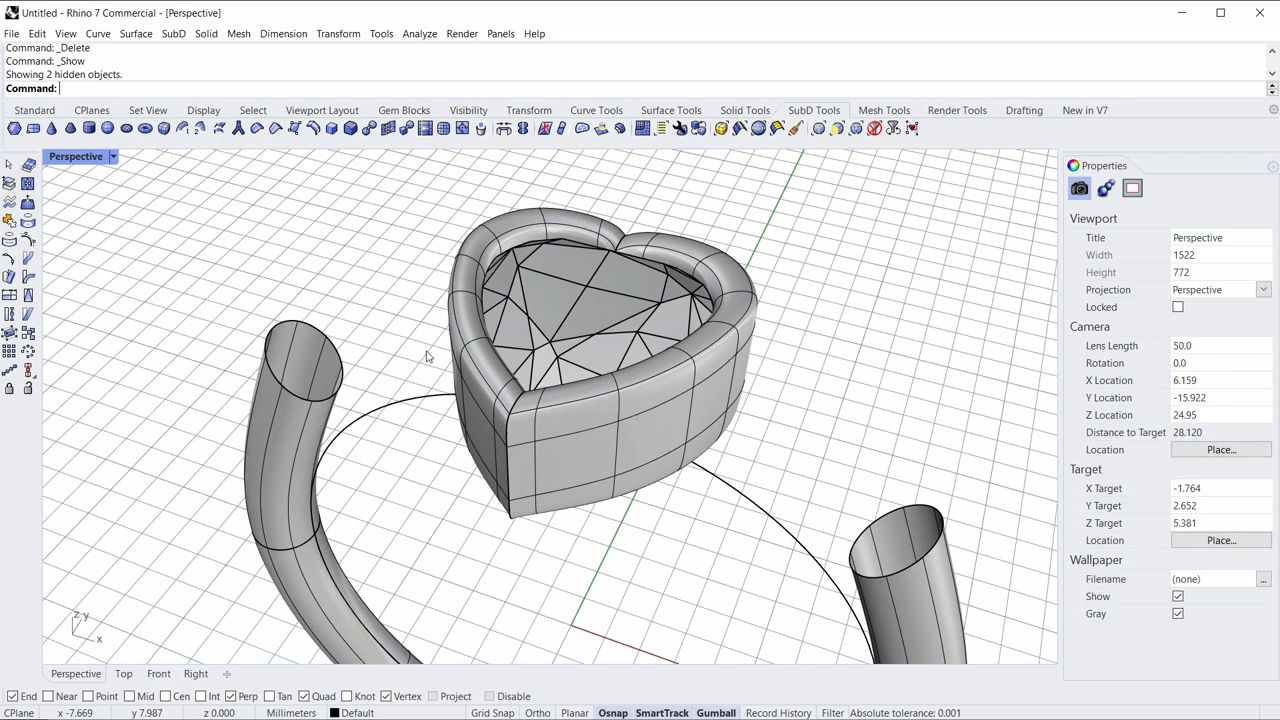 Untitled - Rhino 7 Commercial - [Perspective]
File Edit View Curve Surface SubD Solid Mesh Dimension Transform Tools Analyze Render Panels Help
Command: _Delete
Command: _Show
Showing 2 hidden objects.
Command:
Standard CPlanes Set View Display Select Viewport Layout Gem Blocks Visibility Transform Curve Tools Surface Tools Solid Tools SubD Tools Mesh Tools Render Tools Drafting New in V7
Perspective
Properties
Viewport
Title Perspective
Width 1522
Height 772
Projection Perspective
Locked
Camera
Lens Length 50.0
Rotation 0.0
X Location 6.159
Y Location -15.922
Z Location 24.95
Distance to Target 28.120
Location Place...
Target
X Target -1.764
Y Target 2.652
Z Target 5.381
Location Place...
Wallpaper
Filename (none) ...
Show
Gray
z y
x
Perspective Top Front Right
End Near Point Mid Cen Int Perp Tan Quad Knot Vertex Project Disable
CPlane x -7.669 y 7.987 z 0.000 Millimeters Default Grid Snap Ortho Planar Osnap SmartTrack Gumball Record History Filter Absolute tolerance: 0.001